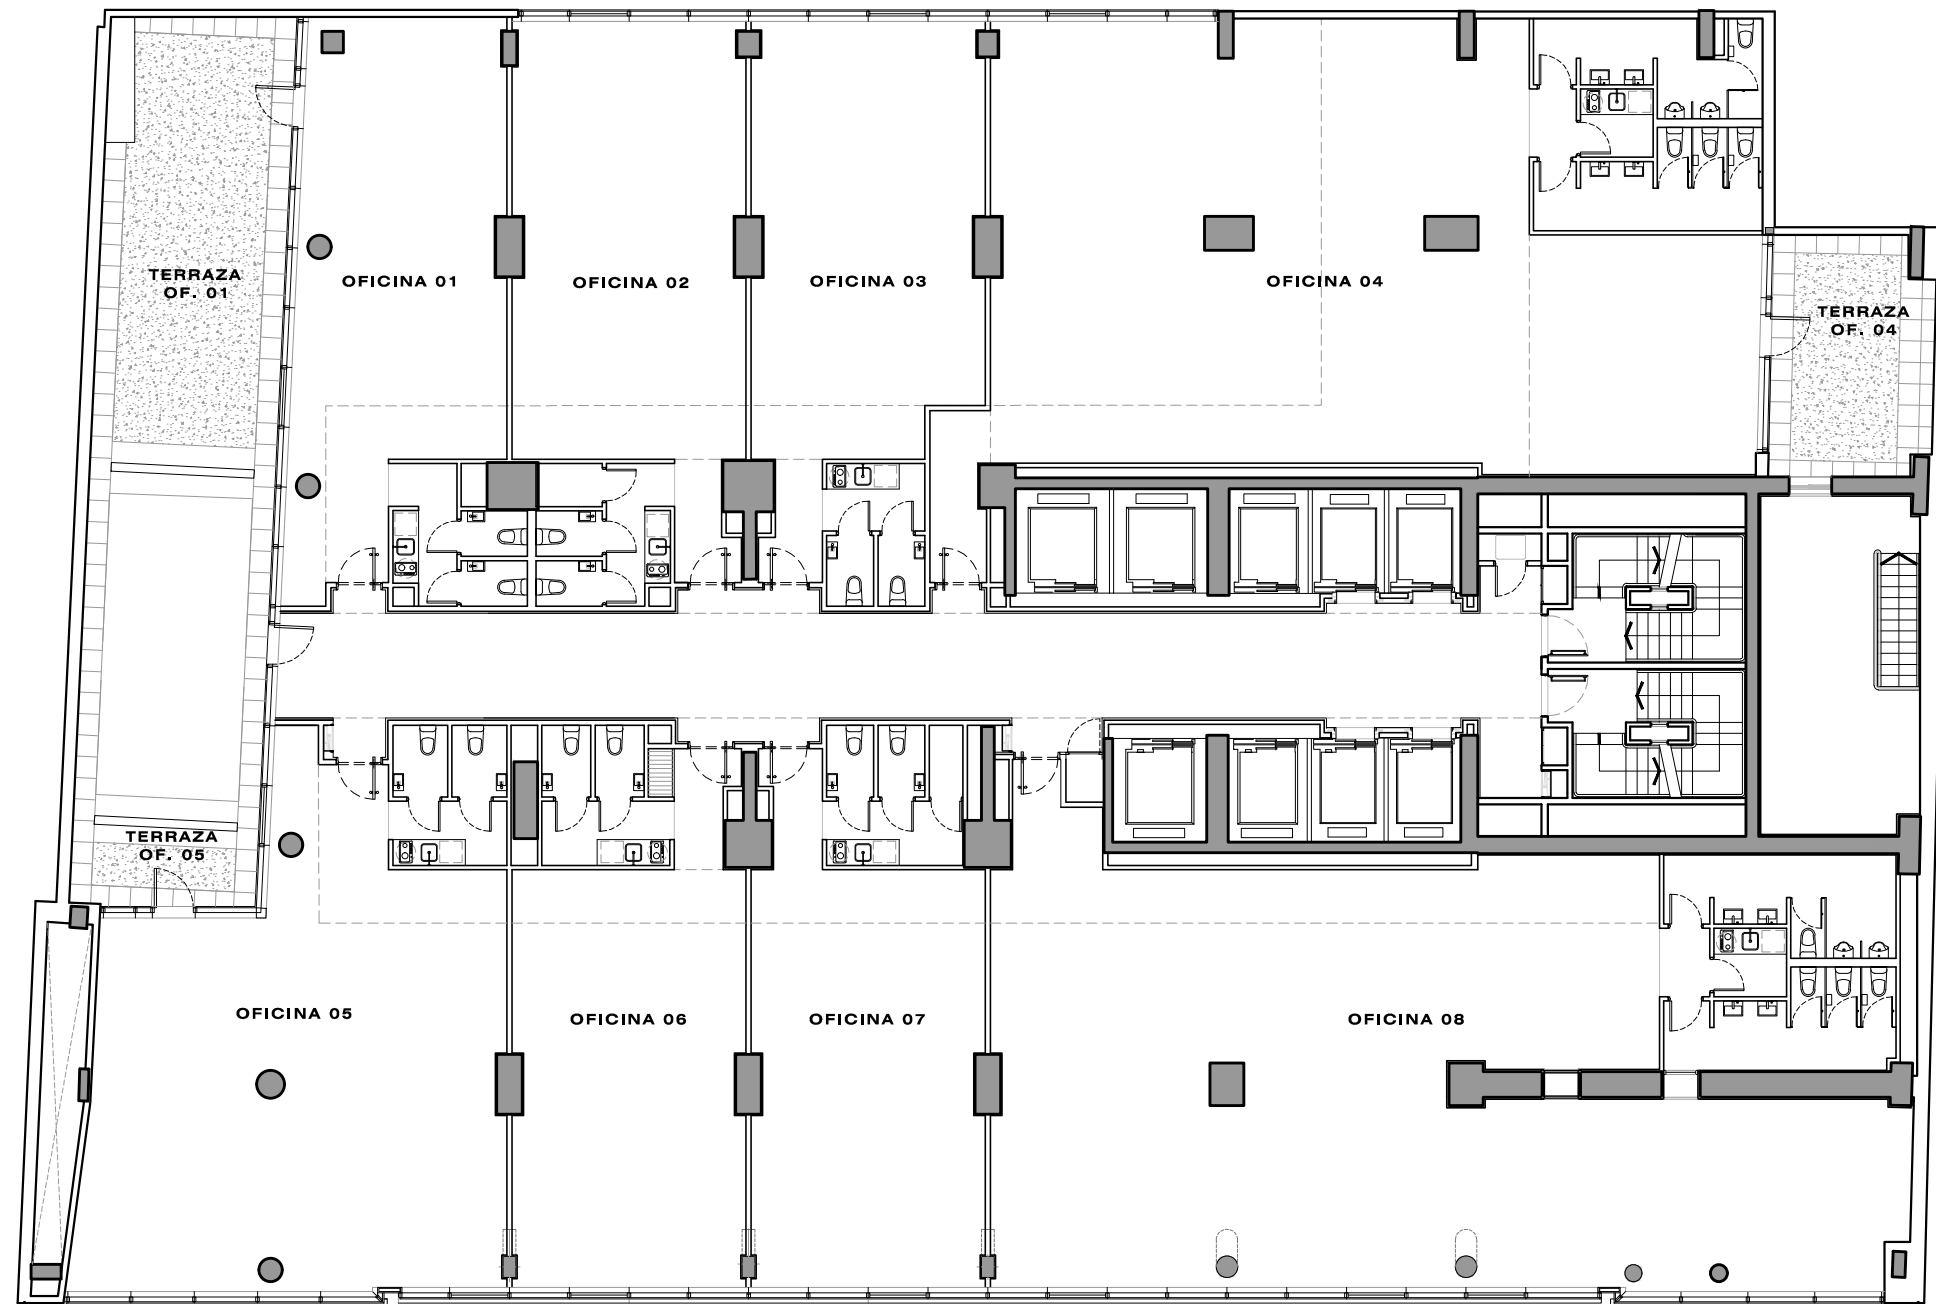 TERRAZA
OF. 01
OFICINA 01
OFICINA 02
OFICINA 03
OFICINA 04
TERRAZA
OF. 04
TERRAZA
OF. 05
OFICINA 05
OFICINA 06
OFICINA 07
OFICINA 08